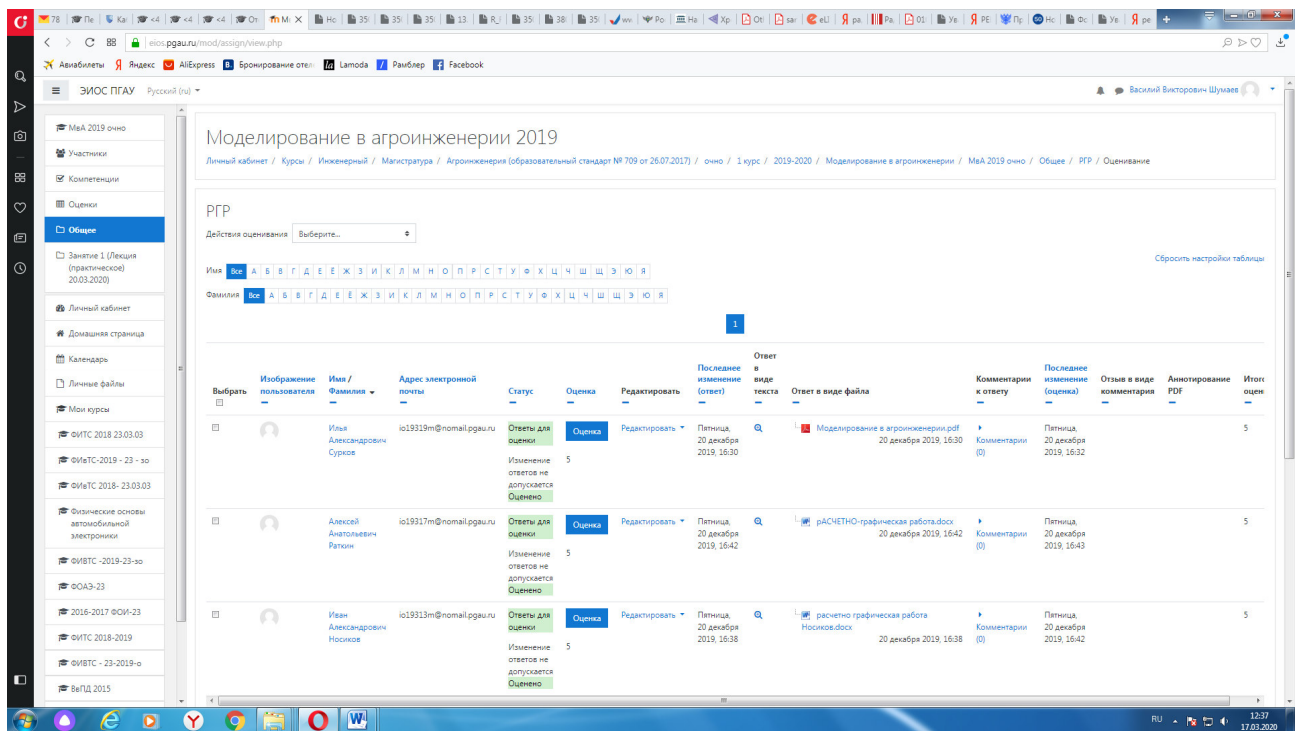 eios.pgau.ru/mod/assign/view.php
Авиабилеты Яндекс AliExpress Бронирование отел Lamoda Рамблер Facebook
ЭИОС ПГАУ Русский (ru)
Василий Викторович Шумаев
МвА 2019 очно
Участники
Компетенции
Оценки
Общее
Занятие 1 (Лекция
(практическое)
20.03.2020)
Личный кабинет
Домашняя страница
Календарь
Личные файлы
Мои курсы
ФИТС 2018 23.03.03
ФИвТС-2019 - 23 - зо
ФИвТС 2018- 23.03.03
Физические основы
автомобильной
электроники
ФИВТС -2019-23-зо
ФОАЭ-23
2016-2017 ФОИ-23
ФИТС 2018-2019
ФИВТС - 23-2019-о
ВвПД 2015
Моделирование в агроинженерии 2019
Личный кабинет / Курсы / Инженерный / Магистратура / Агроинженерия (образовательный стандарт № 709 от 26.07.2017) / очно / 1 курс / 2019-2020 / Моделирование в агроинженерии / МвА 2019 очно / Общее / РГР / Оценивание
РГР
Действия оценивания Выберите...
Сбросить настройки таблицы
Имя Все А Б В Г Д Е Ё Ж З И К Л М Н О П Р С Т У Ф Х Ц Ч Ш Щ Э Ю Я
Фамилия Все А Б В Г Д Е Ё Ж З И К Л М Н О П Р С Т У Ф Х Ц Ч Ш Щ Э Ю Я
1
Выбрать
Изображение
пользователя
Имя /
Фамилия
Адрес электронной
почты
Статус
Оценка
Редактировать
Последнее
изменение
(ответ)
Ответ
в
виде
текста
Ответ в виде файла
Комментарии
к ответу
Последнее
изменение
(оценка)
Отзыв в виде
комментария
Аннотирование
PDF
Итого
оцен
Илья
Александрович
Сурков
io19319m@nomail.pgau.ru
Ответы для
оценки
Изменение
ответов не
допускается
Оценено
Оценка
5
Редактировать
Пятница,
20 декабря
2019, 16:30
Моделирование в агроинженерии.pdf
20 декабря 2019, 16:30
Комментарии
(0)
Пятница,
20 декабря
2019, 16:32
5
Алексей
Анатольевич
Раткин
io19317m@nomail.pgau.ru
Ответы для
оценки
Изменение
ответов не
допускается
Оценено
Оценка
5
Редактировать
Пятница,
20 декабря
2019, 16:42
рАСЧЕТНО-графическая работа.docx
20 декабря 2019, 16:42
Комментарии
(0)
Пятница,
20 декабря
2019, 16:43
5
Иван
Александрович
Носиков
io19313m@nomail.pgau.ru
Ответы для
оценки
Изменение
ответов не
допускается
Оценено
Оценка
5
Редактировать
Пятница,
20 декабря
2019, 16:38
расчетно графическая работа
Носиков.docx
20 декабря 2019, 16:38
Комментарии
(0)
Пятница,
20 декабря
2019, 16:42
5
RU
12:37
17.03.2020